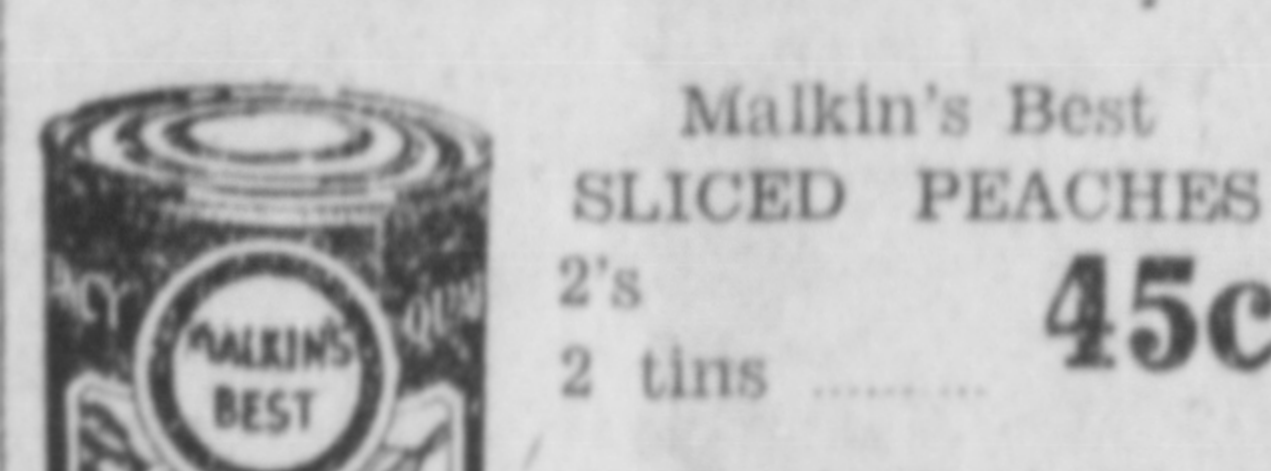 Malkin's Best
SLICED PEACHES
2's
2 tins .......... 45c
MALKIN'S
BEST